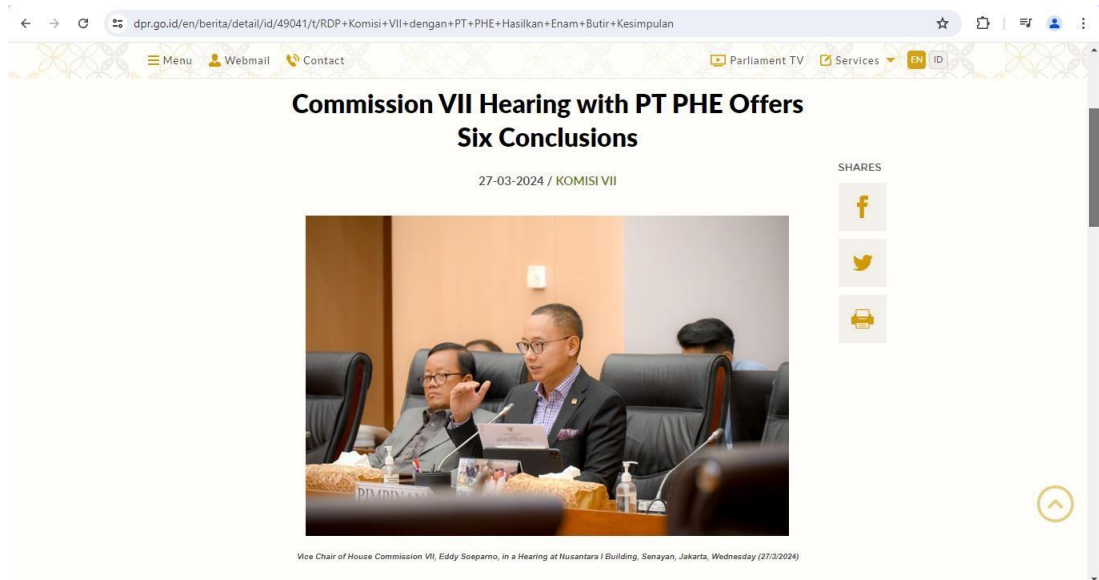 dpr.go.id/en/berita/detail/id/49041/t/RDP+Komisi+VII+dengan+PT+PHE+Hasilkan+Enam+Butir+Kesimpulan
Menu Webmail Contact Parliament TV Services EN ID
Commission VII Hearing with PT PHE Offers
Six Conclusions
27-03-2024 / KOMISI VII
SHARES
PIMPINAN
Vice Chair of House Commission VII, Eddy Soeparno, in a Hearing at Nusantara I Building, Senayan, Jakarta, Wednesday (27/3/2024)